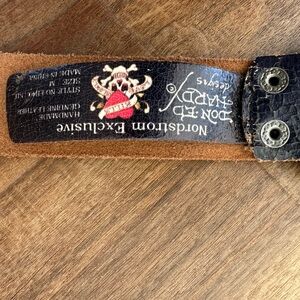 Nordstrom Exclusive
DON ED
HARDY
designs
HANDMADE
GENUINE LEATHER
SIZE: M
MADE IN CHINA